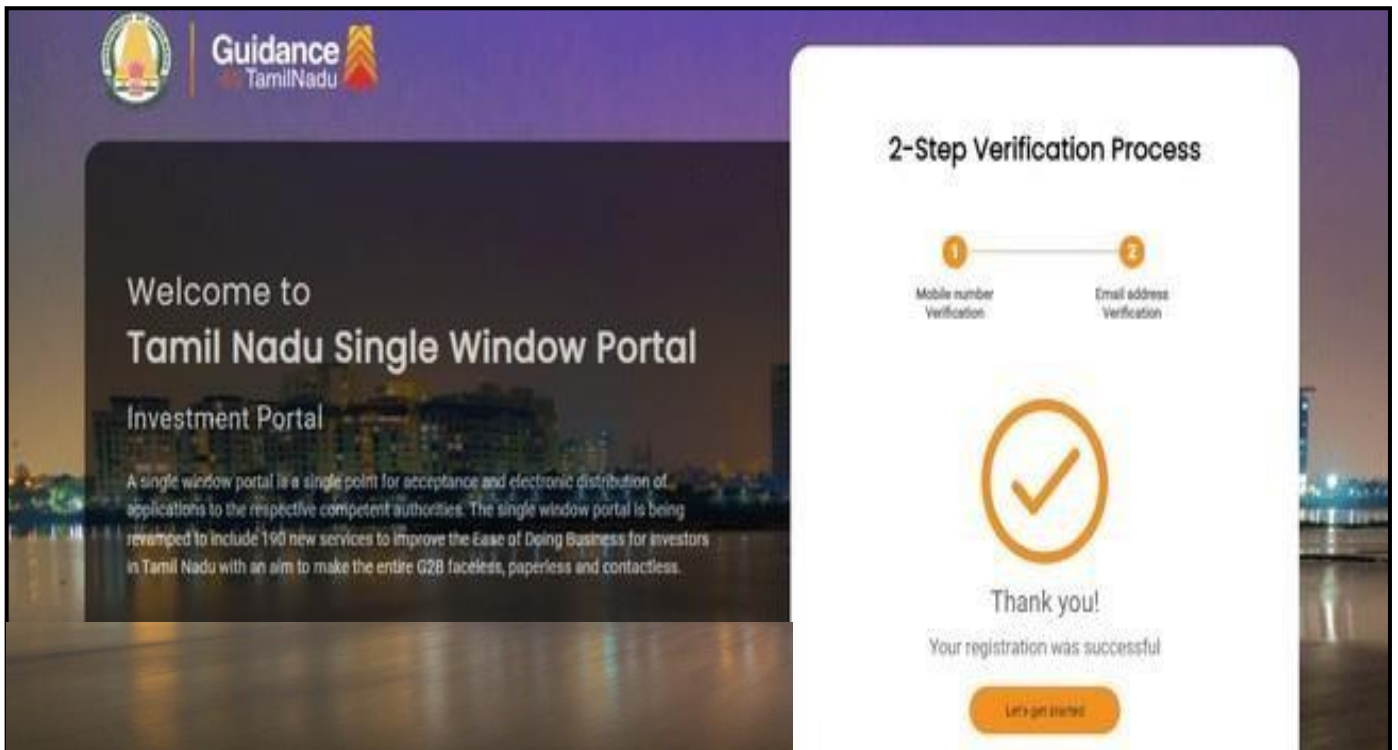 Guidance
TamilNadu
Welcome to
Tamil Nadu Single Window Portal
Investment Portal
A single window portal is a single point for acceptance and electronic distribution of
applications to the respective competent authorities. The single window portal is being
revamped to include 190 new services to improve the Ease of Doing Business for investors
in Tamil Nadu with an aim to make the entire G2B faceless, paperless and contactless.
2-Step Verification Process
1
2
Mobile number
Verification
Email address
Verification
Thank you!
Your registration was successful
Let's get started